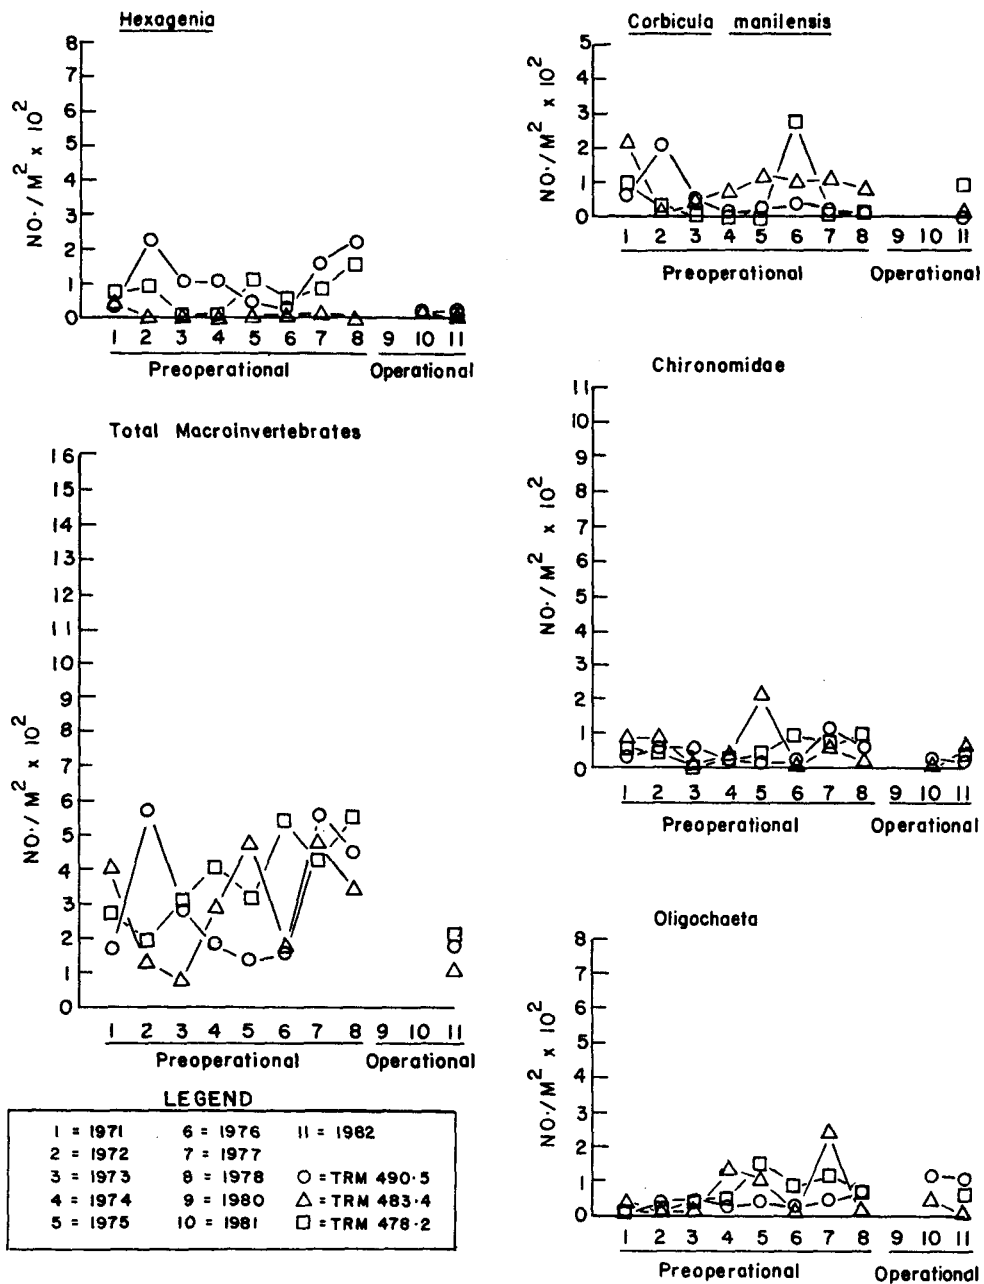 Hexagenia
8
7
6
5
4
3
2
1
0
NO./M² x 10²
1 2 3 4 5 6 7 8 9 10 11
Preoperational Operational
Corbicula manilensis
5
4
3
2
1
0
NO./M² x 10²
1 2 3 4 5 6 7 8 9 10 11
Preoperational Operational
Total Macroinvertebrates
16
15
14
13
12
11
10
9
8
7
6
5
4
3
2
1
0
NO./M² x 10²
1 2 3 4 5 6 7 8 9 10 11
Preoperational Operational
Chironomidae
11
10
9
8
7
6
5
4
3
2
1
0
NO./M² x 10²
1 2 3 4 5 6 7 8 9 10 11
Preoperational Operational
Oligochaeta
8
7
6
5
4
3
2
1
0
NO./M² x 10²
1 2 3 4 5 6 7 8 9 10 11
Preoperational Operational
LEGEND
1 = 1971 6 = 1976 11 = 1982
2 = 1972 7 = 1977
3 = 1973 8 = 1978 ○ = TRM 490.5
4 = 1974 9 = 1980 △ = TRM 483.4
5 = 1975 10 = 1981 □ = TRM 478.2